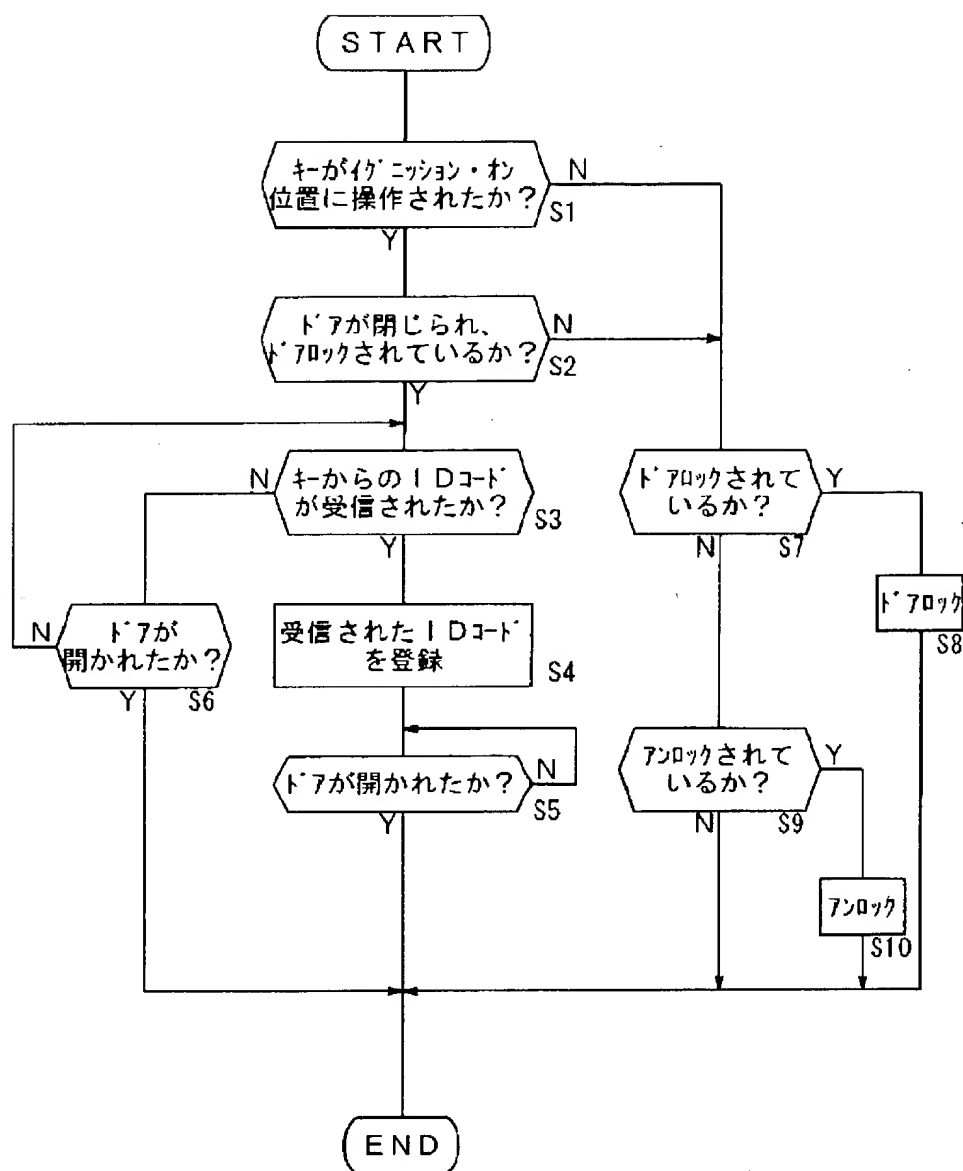 START
キーがイグニッション・オン
位置に操作されたか?
N
S1
Y
ドアが閉じられ、
ドアロックされているか?
N
S2
Y
N
キーからのIDコード
が受信されたか?
S3
Y
ドアロックされて
いるか?
Y
S7
N
ドアロック
S8
N
ドアが
開かれたか?
S6
Y
受信されたIDコード
を登録
S4
ドアが開かれたか?
N
S5
Y
アンロックされて
いるか?
Y
S9
N
アンロック
S10
END